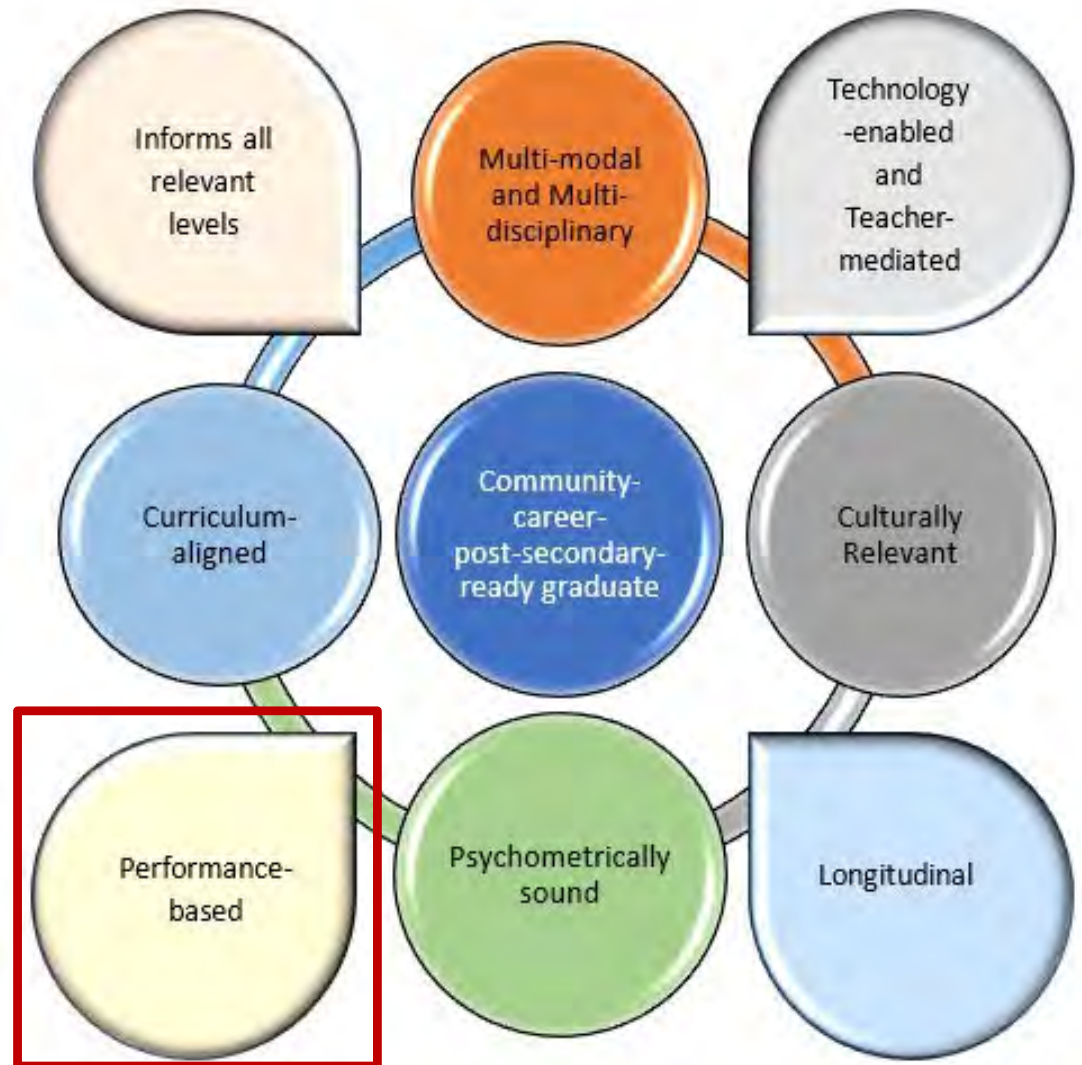 Informs all
relevant
levels
Multi-modal
and Multi-
disciplinary
Technology
-enabled
and
Teacher-
mediated
Curriculum-
aligned
Community-
career-
post-secondary-
ready graduate
Culturally
Relevant
Performance-
based
Psychometrically
sound
Longitudinal